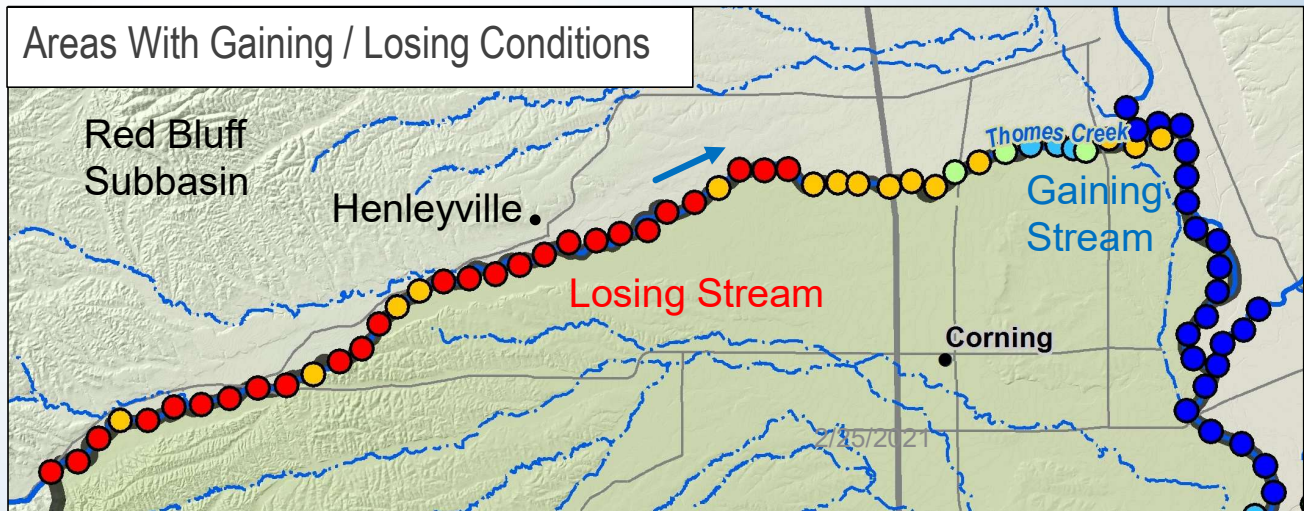 Areas With Gaining / Losing Conditions
Red Bluff
Subbasin
Henleyville
Thomes Creek
Gaining
Stream
Losing Stream
Corning
2/25/2021